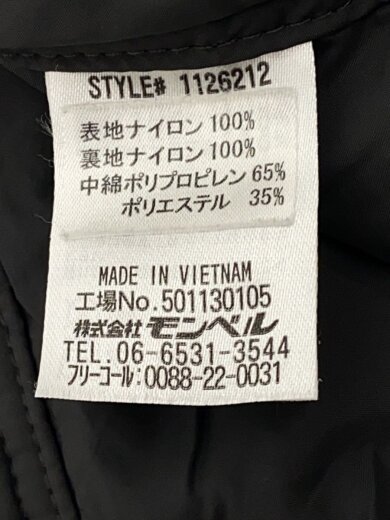 STYLE# 1126212
表地ナイロン100%
裏地ナイロン100%
中綿ポリプロピレン65%
ポリエステル 35%
MADE IN VIETNAM
工場No.501130105
株式会社モンベル
TEL.06-6531-3544
フリーコール:0088-22-0031